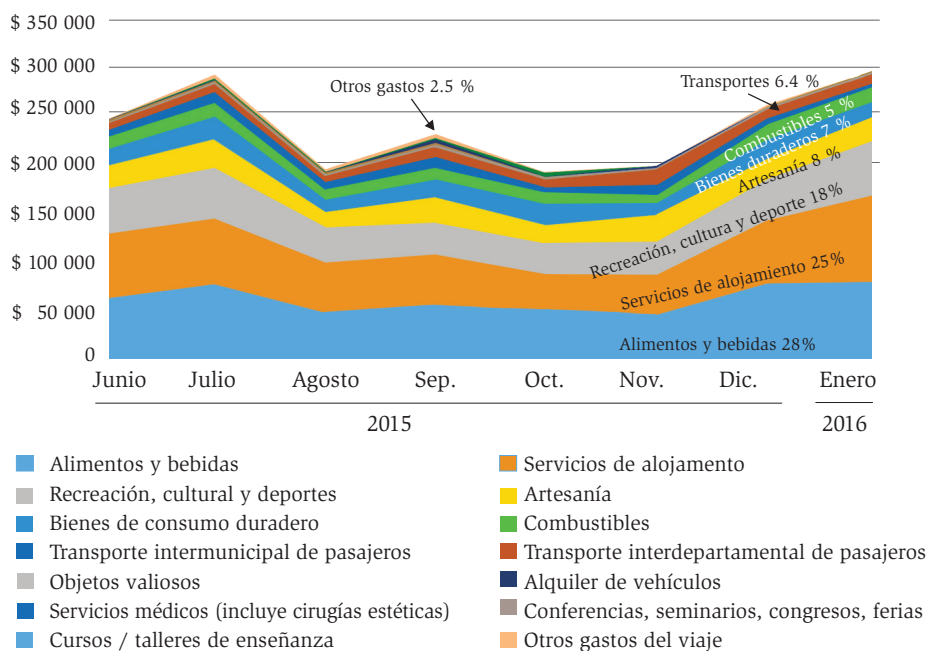 $ 350 000
$ 300 000
$ 250 000
$ 200 000
$ 150 000
$ 100 000
$ 50 000
0
Otros gastos 2.5 %
Transportes 6.4 %
Combustibles 5 %
Bienes duraderos 7 %
Artesanía 8 %
Recreación, cultura y deporte 18%
Servicios de alojamiento 25%
Alimentos y bebidas 28%
Junio Julio Agosto Sep. Oct. Nov. Dic. Enero
2015 2016
Alimentos y bebidas
Servicios de alojamento
Recreación, cultural y deportes
Artesanía
Bienes de consumo duradero
Combustibles
Transporte intermunicipal de pasajeros
Transporte interdepartamental de pasajeros
Objetos valiosos
Alquiler de vehículos
Servicios médicos (incluye cirugías estéticas)
Conferencias, seminarios, congresos, ferias
Cursos / talleres de enseñanza
Otros gastos del viaje